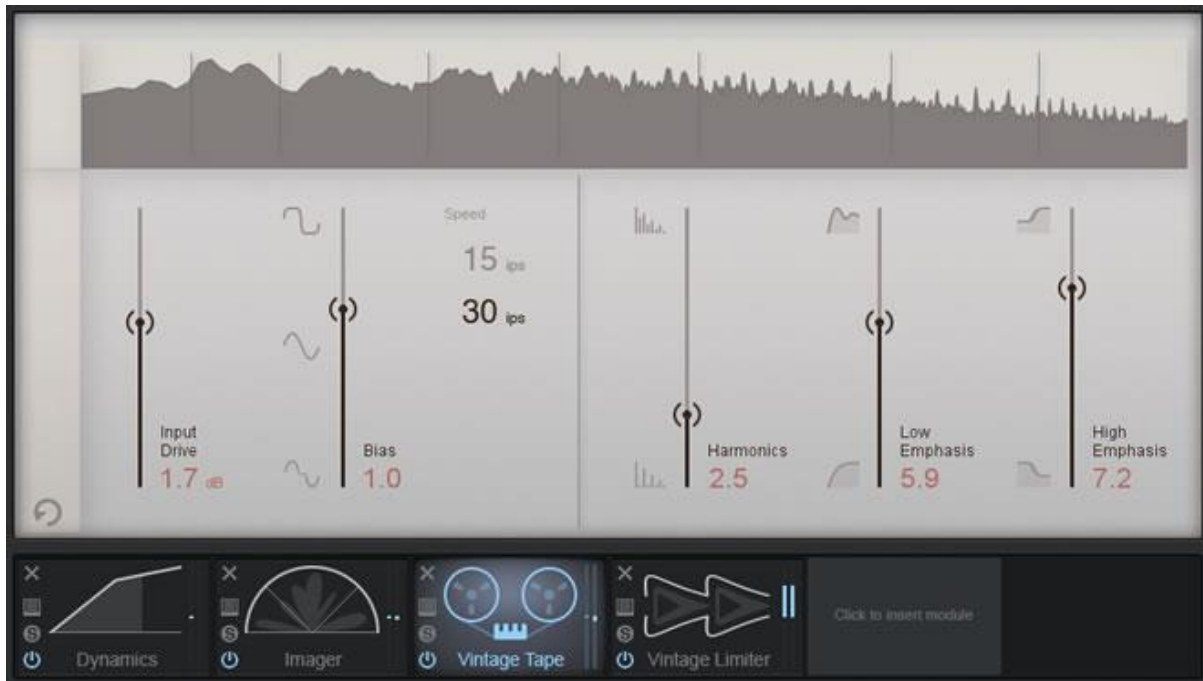 Speed
15 ips
30 ips
Input
Drive
1.7 dB
Bias
1.0
Harmonics
2.5
Low
Emphasis
5.9
High
Emphasis
7.2
S
Dynamics
S
Imager
S
Vintage Tape
S
Vintage Limiter
Click to insert module